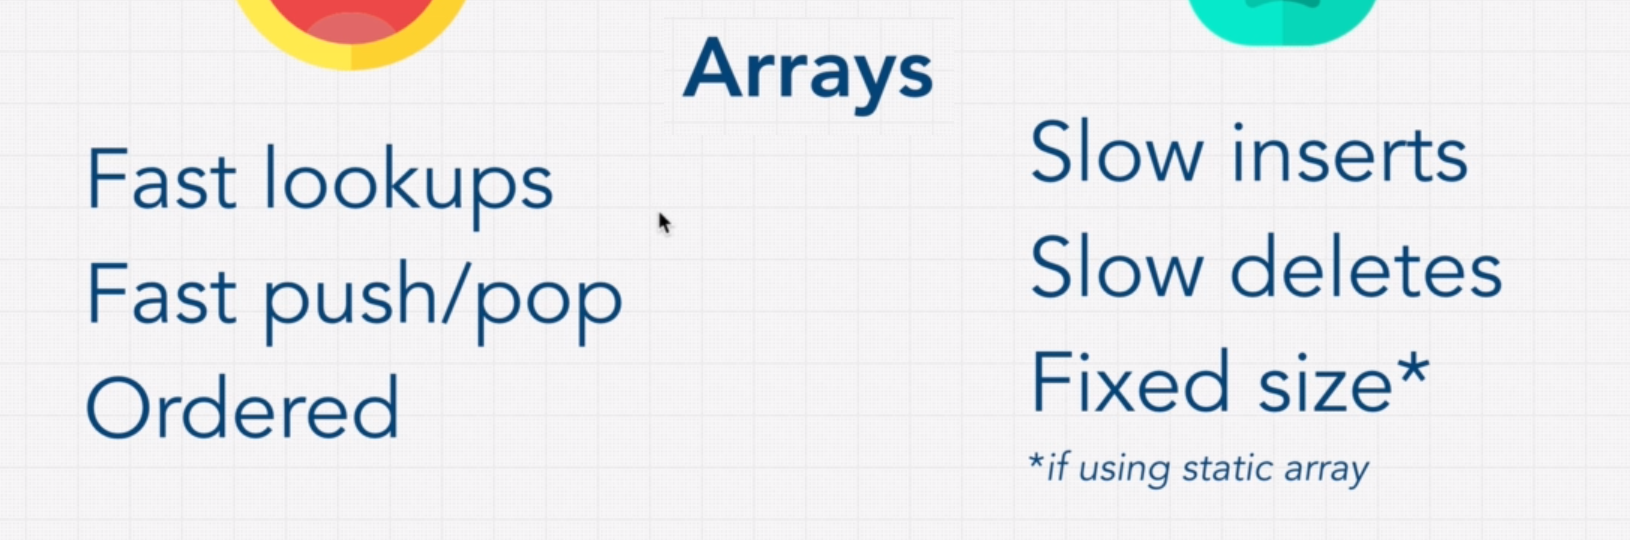 Arrays
Fast lookups
Fast push/pop
Ordered
Slow inserts
Slow deletes
Fixed size*
*if using static array